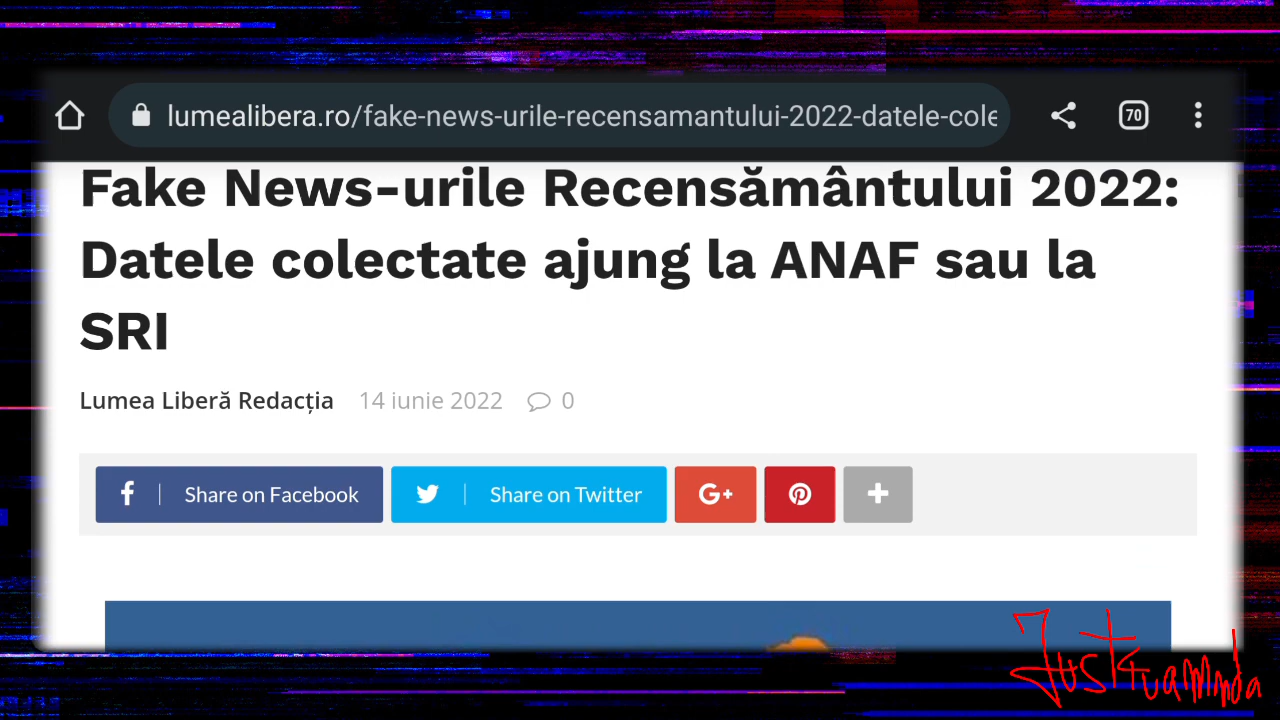 lumealibera.ro/fake-news-urile-recensamantului-2022-datele-cole
70
Fake News-urile Recensământului 2022:
Datele colectate ajung la ANAF sau la
SRI
Lumea Liberă Redacția 14 iunie 2022 0
f Share on Facebook Share on Twitter G+ +